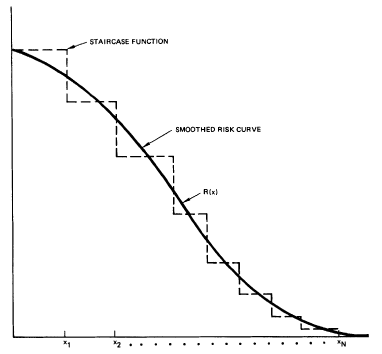 STAIRCASE FUNCTION
SMOOTHED RISK CURVE
R(x)
x1 x2 xN